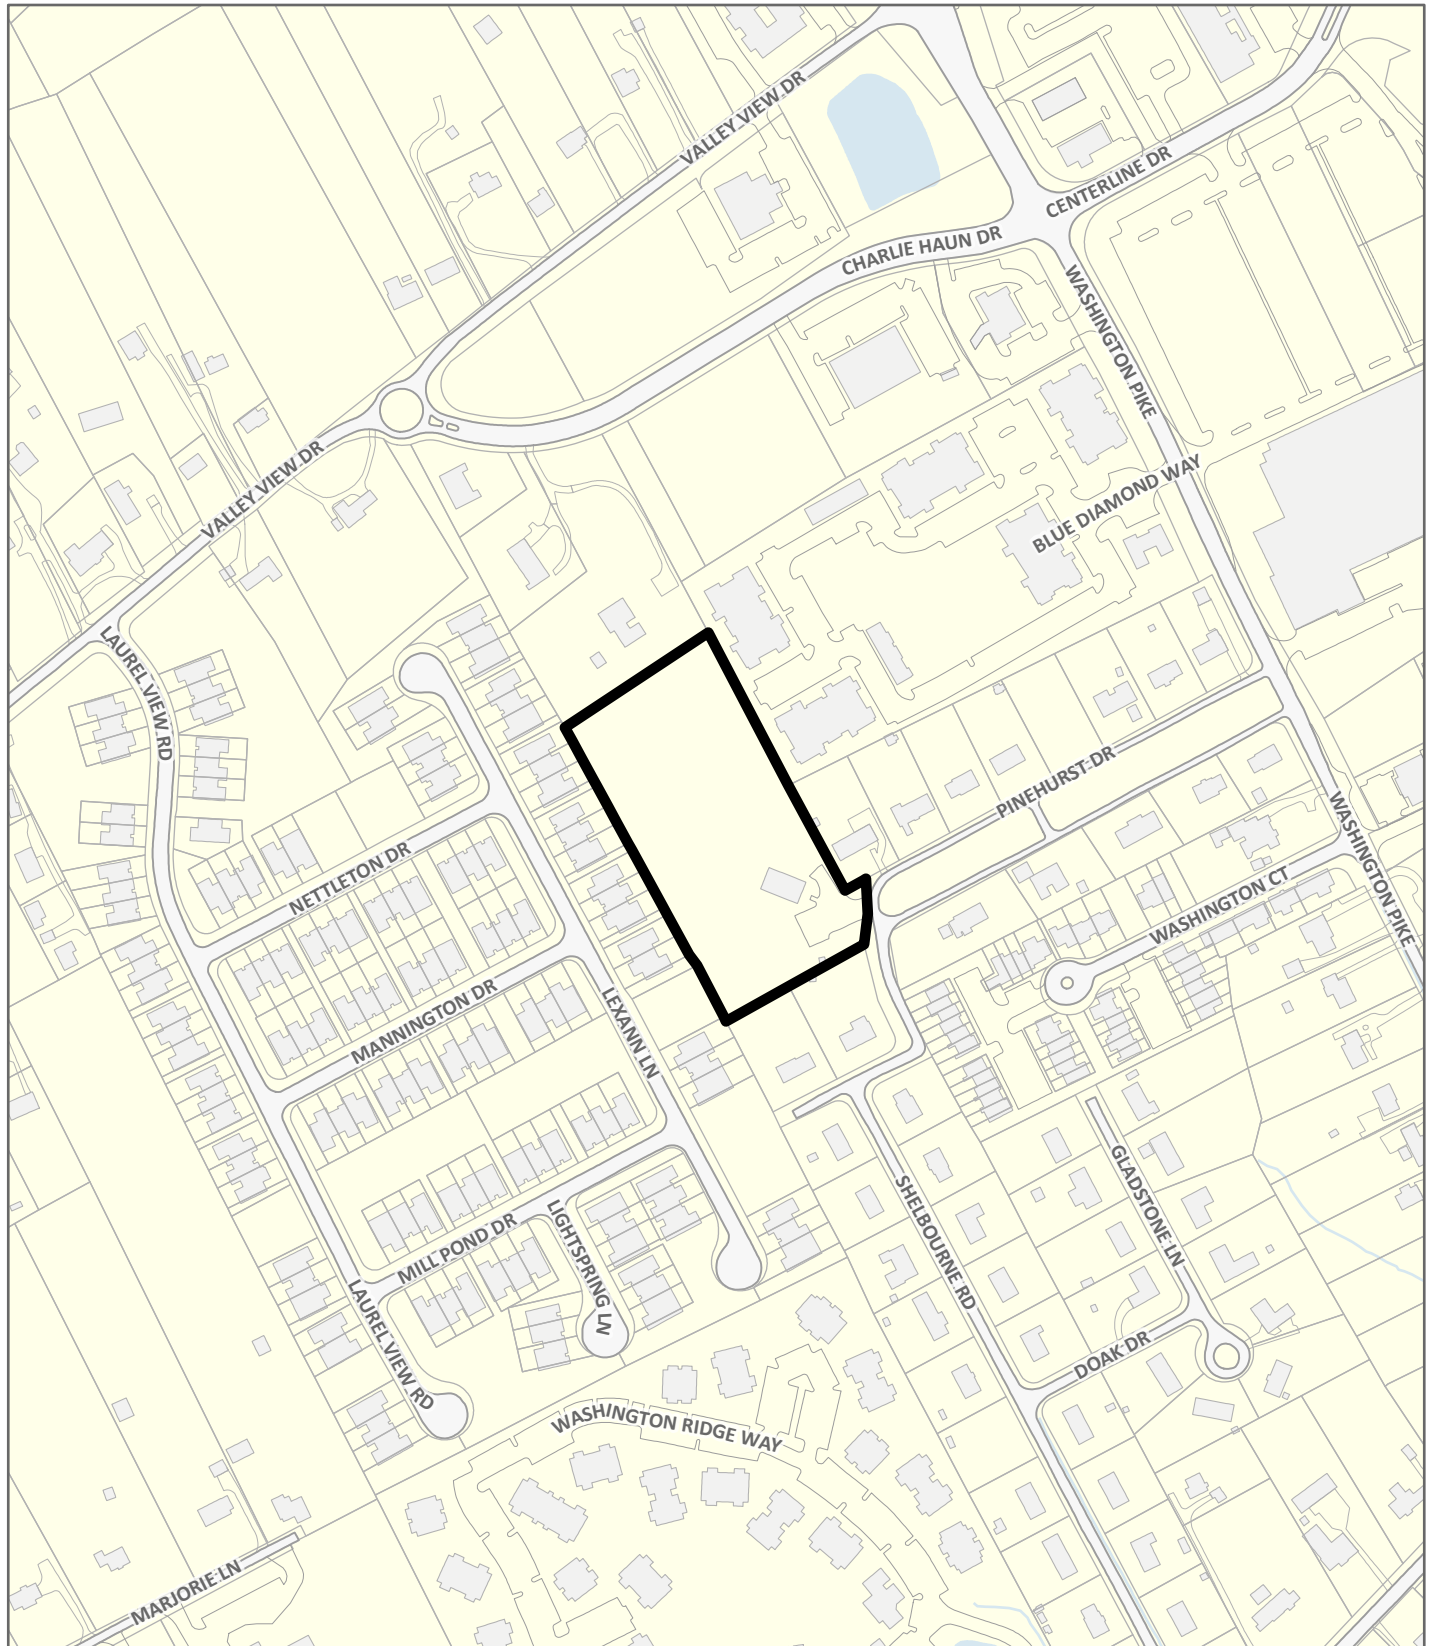 VALLEY VIEW DR
CENTERLINE DR
CHARLIE HAUN DR
WASHINGTON PIKE
VALLEY VIEW DR
BLUE DIAMOND WAY
LAUREL VIEW RD
PINEHURST DR
WASHINGTON PIKE
NETTLETON DR
WASHINGTON CT
MANNINGTON DR
LEXANN LN
GLADSTONE LN
SHELBOURNE RD
LIGHTSPRING LN
MILL POND DR
LAUREL VIEW RD
DOAK DR
WASHINGTON RIDGE WAY
MARJORIE LN